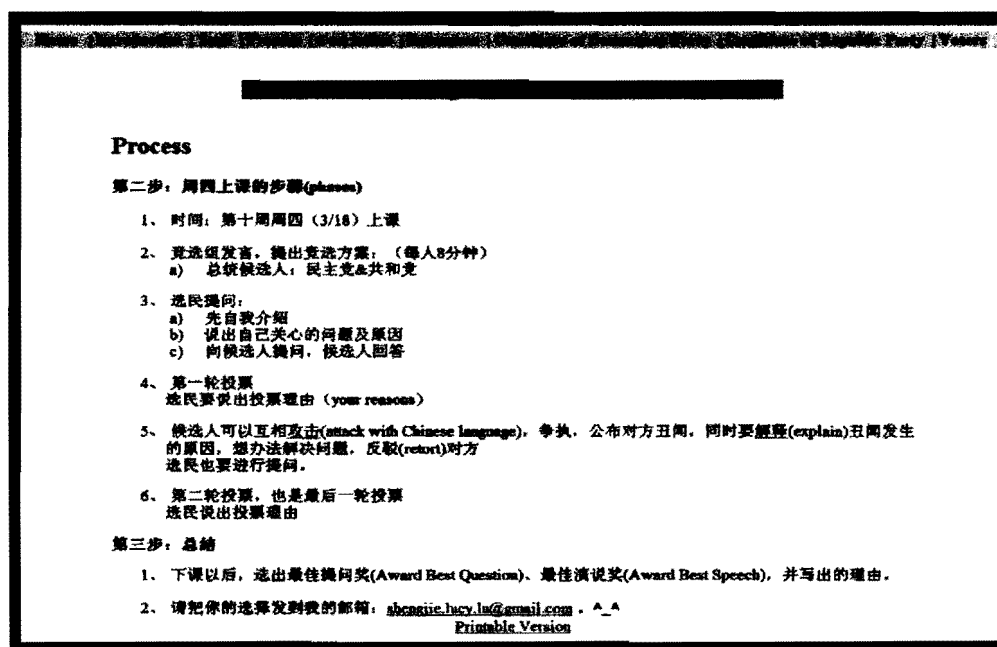 Process
第二步：周四上课的步骤(phases)
1、 时间：第十周周四（3/18）上课
2、 竞选组发言，提出竞选方案：（每人8分钟）
a) 总统候选人：民主党&共和党
3、 选民提问：
a) 先自我介绍
b) 说出自己关心的问题及原因
c) 向候选人提问，候选人回答
4、 第一轮投票
选民要说出投票理由（your reasons）
5、 候选人可以互相攻击(attack with Chinese language)，争执，公布对方丑闻，同时要解释(explain)丑闻发生
的原因，想办法解决问题，反驳(retort)对方
选民也要进行提问。
6、 第二轮投票，也是最后一轮投票
选民说出投票理由
第三步：总结
1、 下课以后，选出最佳提问奖(Award Best Question)、最佳演说奖(Award Best Speech)，并写出的理由。
2、 请把你的选择发到我的邮箱：shengjie.lucy.lu@gmail.com 。^_^
Printable Version